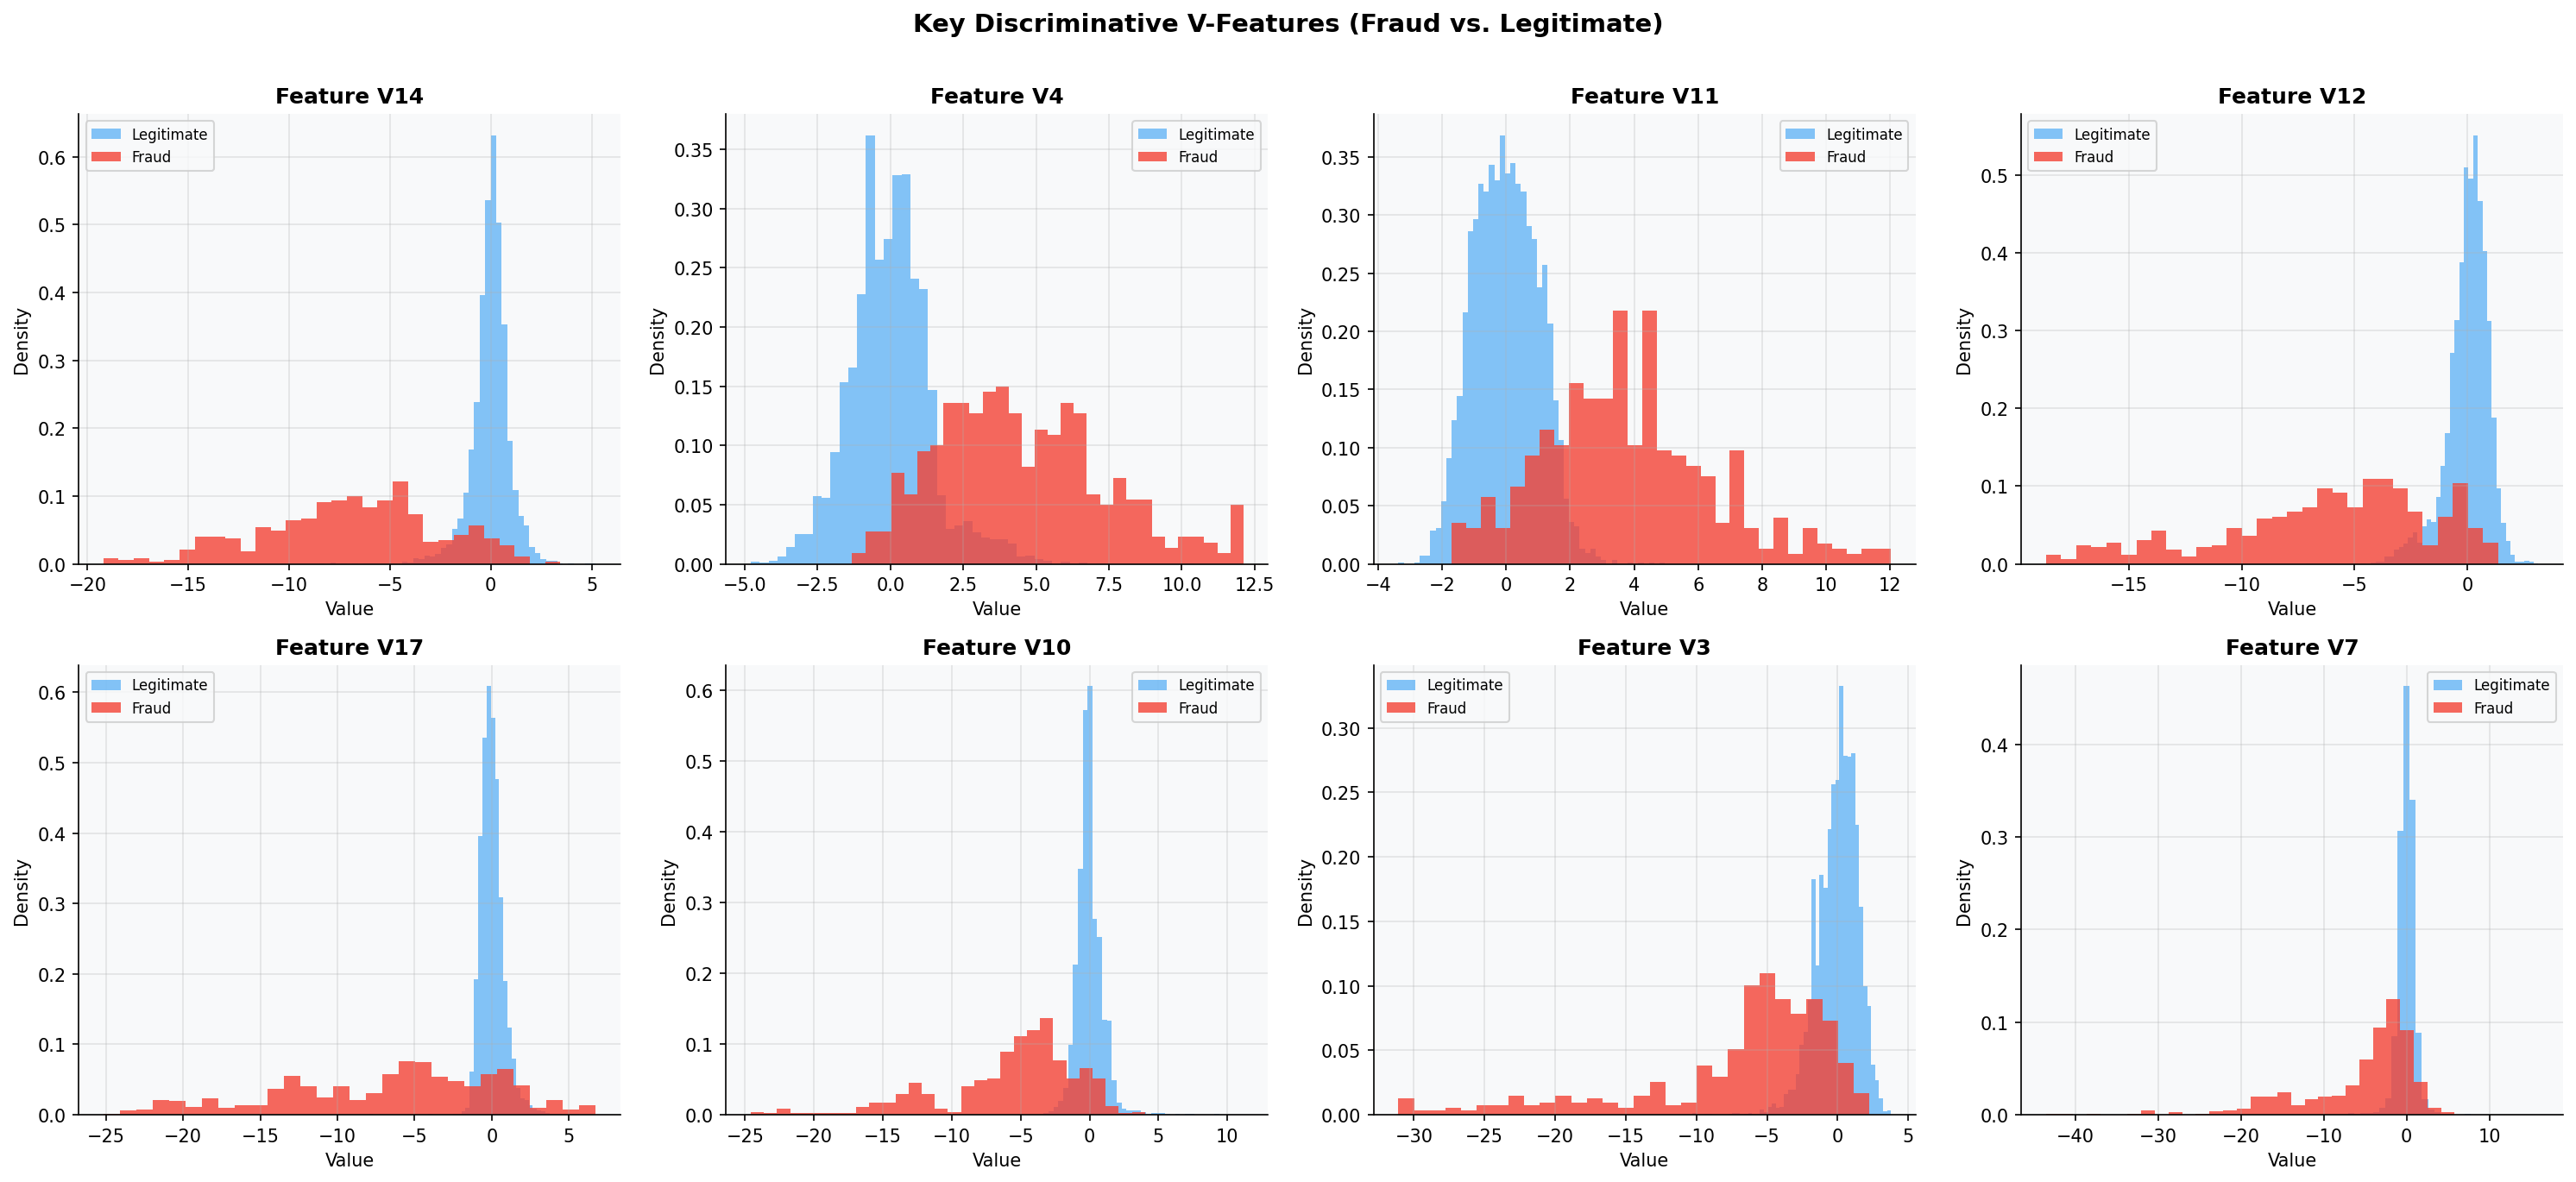 Key Discriminative V-Features (Fraud vs. Legitimate)
Feature V14
Legitimate
Fraud
Density
0.6
0.5
0.4
0.3
0.2
0.1
0.0
−20 −15 −10 −5 0 5
Value
Feature V4
Legitimate
Fraud
Density
0.35
0.30
0.25
0.20
0.15
0.10
0.05
0.00
−5.0 −2.5 0.0 2.5 5.0 7.5 10.0 12.5
Value
Feature V11
Legitimate
Fraud
Density
0.35
0.30
0.25
0.20
0.15
0.10
0.05
0.00
−4 −2 0 2 4 6 8 10 12
Value
Feature V12
Legitimate
Fraud
Density
0.5
0.4
0.3
0.2
0.1
0.0
−15 −10 −5 0
Value
Feature V17
Legitimate
Fraud
Density
0.6
0.5
0.4
0.3
0.2
0.1
0.0
−25 −20 −15 −10 −5 0 5
Value
Feature V10
Legitimate
Fraud
Density
0.6
0.5
0.4
0.3
0.2
0.1
0.0
−25 −20 −15 −10 −5 0 5 10
Value
Feature V3
Legitimate
Fraud
Density
0.30
0.25
0.20
0.15
0.10
0.05
0.00
−30 −25 −20 −15 −10 −5 0 5
Value
Feature V7
Legitimate
Fraud
Density
0.4
0.3
0.2
0.1
0.0
−40 −30 −20 −10 0 10
Value